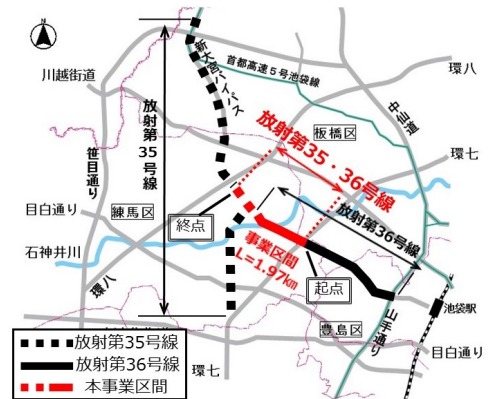 新大宮バイパス
首都高速5号池袋線
環八
川越街道
中仙道
放射第35号線
放射第35・36号線
板橋区
環七
笹目通り
目白通り
練馬区
終点
放射第36号線
石神井川
事業区間
L=1.97km
起点
環八
山手通り
池袋駅
豊島区
目白通り
環七
放射第35号線
放射第36号線
本事業区間